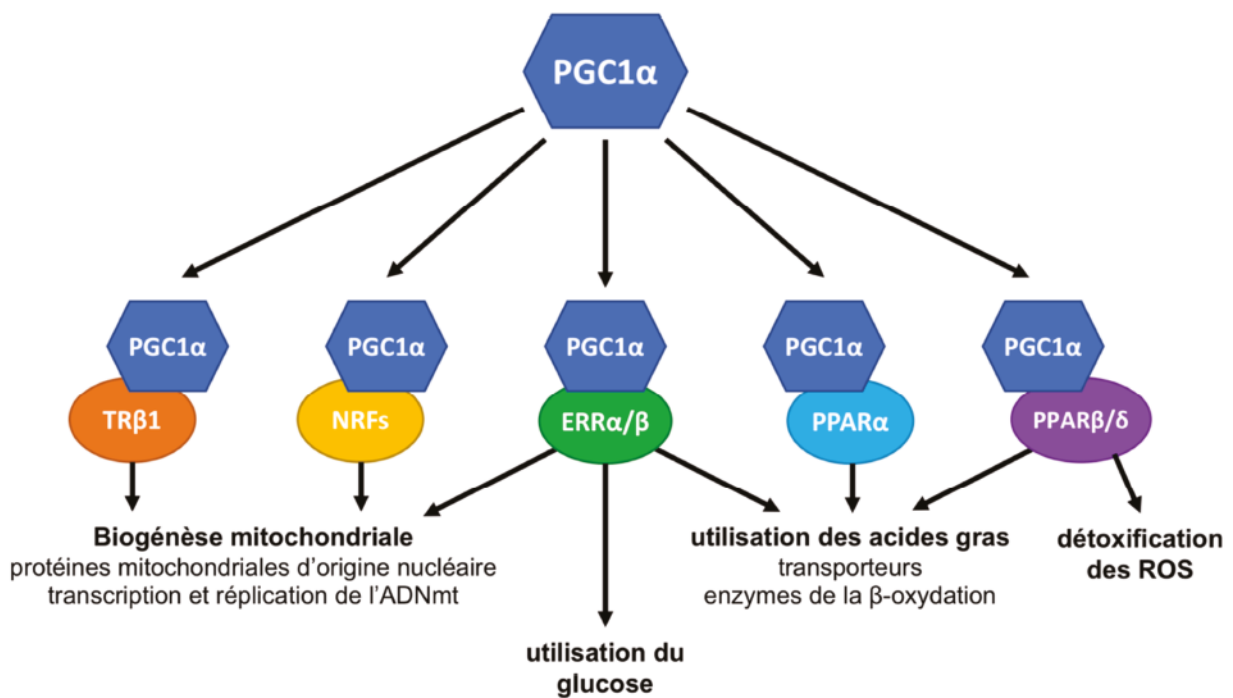 PGC1α
PGC1α
PGC1α
PGC1α
PGC1α
PGC1α
TRβ1
NRFs
ERRα/β
PPARα
PPARβ/δ
Biogénèse mitochondriale
protéines mitochondriales d'origine nucléaire
transcription et réplication de l'ADNmt
utilisation des acides gras
transporteurs
enzymes de la β-oxydation
détoxification
des ROS
utilisation du
glucose